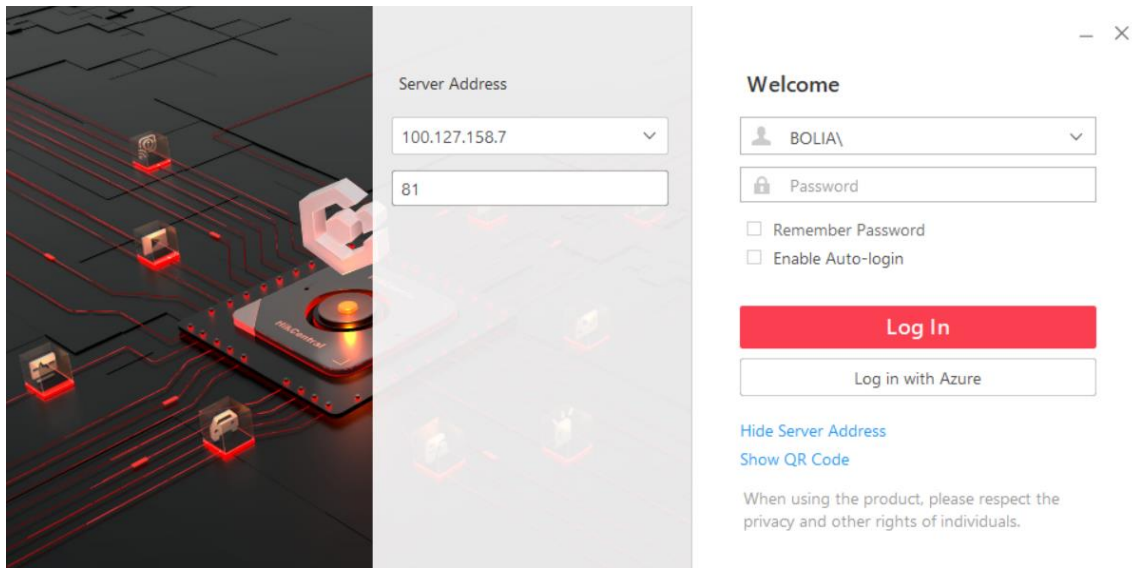 HikCentral
Server Address
100.127.158.7
81
Welcome
BOLIA\
Password
Remember Password
Enable Auto-login
Log In
Log in with Azure
Hide Server Address
Show QR Code
When using the product, please respect the
privacy and other rights of individuals.